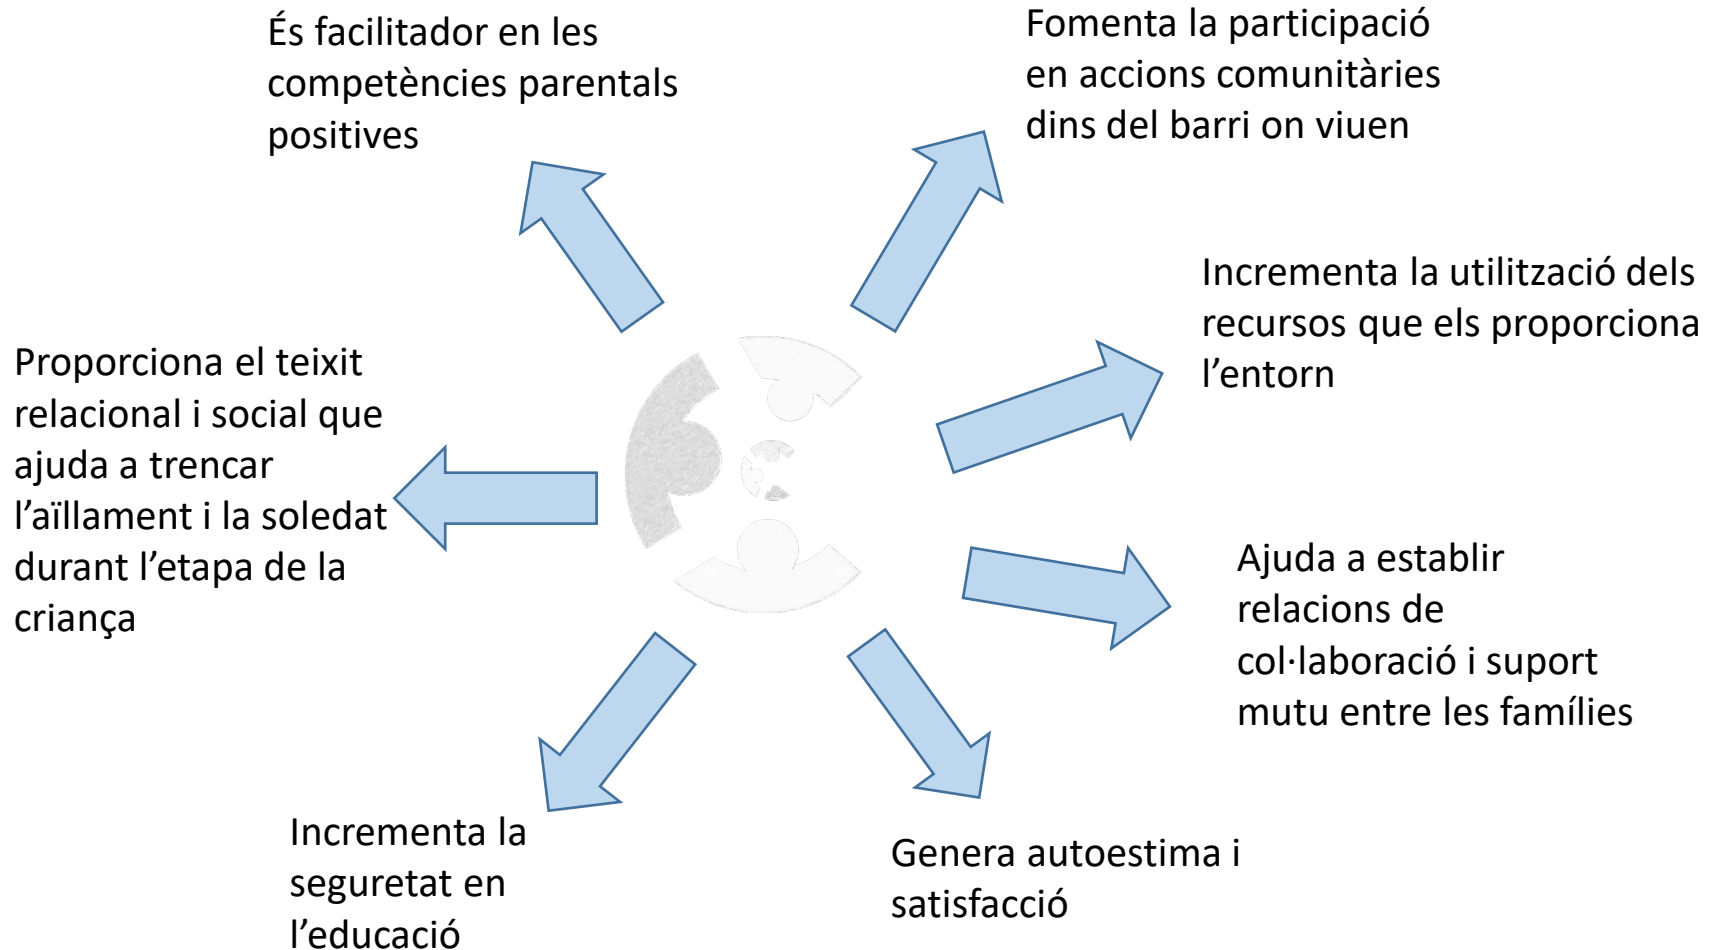 És facilitador en les
competències parentals
positives
Fomenta la participació
en accions comunitàries
dins del barri on viuen
Incrementa la utilització dels
recursos que els proporciona
l’entorn
Proporciona el teixit
relacional i social que
ajuda a trencar
l’aïllament i la soledat
durant l’etapa de la
criança
Ajuda a establir
relacions de
col·laboració i suport
mutu entre les famílies
Incrementa la
seguretat en
l’educació
Genera autoestima i
satisfacció